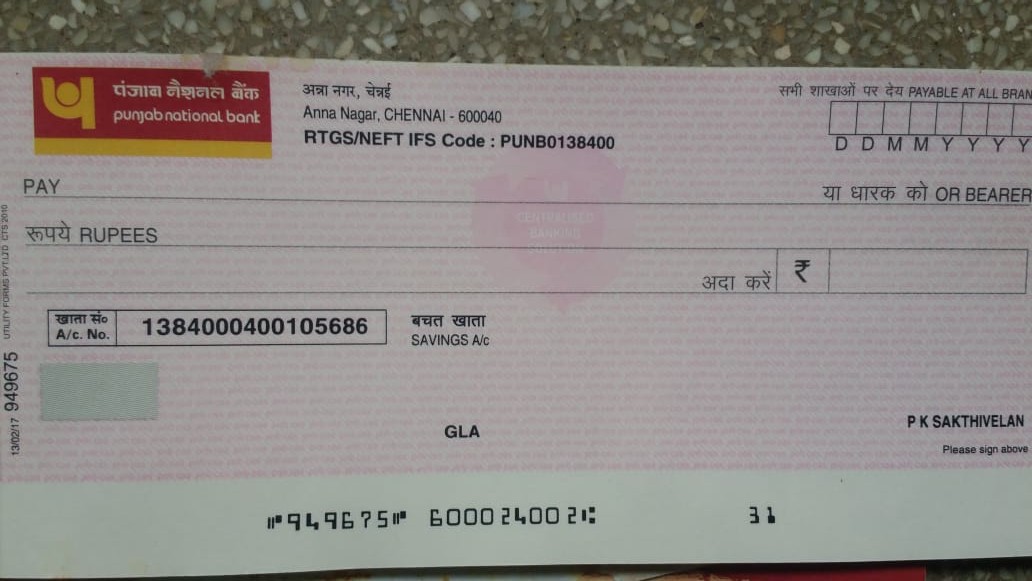 पंजाब नैशनल बैंक
punjab national bank
अन्ना नगर, चेन्नई
Anna Nagar, CHENNAI - 600040
RTGS/NEFT IFS Code : PUNB0138400
सभी शाखाओं पर देय PAYABLE AT ALL BRAN
D D M M Y Y Y Y
PAY
या धारक को OR BEARER
CENTRALISED
BANKING
रूपये RUPEES
अदा करें ₹
खाता सं०
A/c. No.
1384000400105686
बचत खाता
SAVINGS A/c
GLA
P K SAKTHIVELAN
Please sign above
UTILITY FORMS PVT.LTD CTS 2010
13/02/17 949675
⑈949675⑈ 600024002⑆ 31